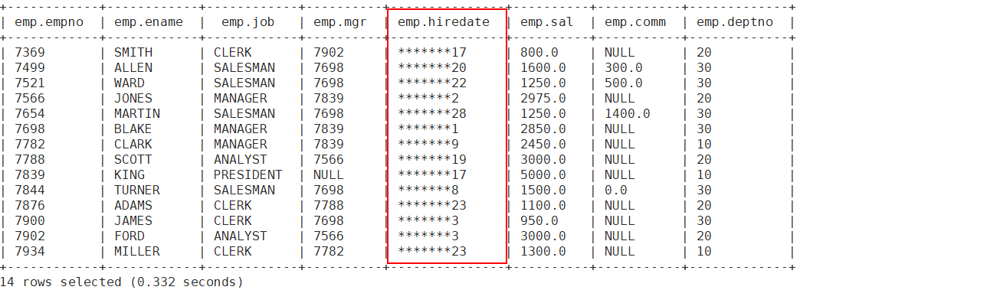 +------------+------------+------------+----------+---------------+----------+-----------+-------------+
| emp.empno | emp.ename | emp.job | emp.mgr | emp.hiredate | emp.sal | emp.comm | emp.deptno |
+------------+------------+------------+----------+---------------+----------+-----------+-------------+
| 7369 | SMITH | CLERK | 7902 | *******17 | 800.0 | NULL | 20 |
| 7499 | ALLEN | SALESMAN | 7698 | *******20 | 1600.0 | 300.0 | 30 |
| 7521 | WARD | SALESMAN | 7698 | *******22 | 1250.0 | 500.0 | 30 |
| 7566 | JONES | MANAGER | 7839 | *******2 | 2975.0 | NULL | 20 |
| 7654 | MARTIN | SALESMAN | 7698 | *******28 | 1250.0 | 1400.0 | 30 |
| 7698 | BLAKE | MANAGER | 7839 | *******1 | 2850.0 | NULL | 30 |
| 7782 | CLARK | MANAGER | 7839 | *******9 | 2450.0 | NULL | 10 |
| 7788 | SCOTT | ANALYST | 7566 | *******19 | 3000.0 | NULL | 20 |
| 7839 | KING | PRESIDENT | NULL | *******17 | 5000.0 | NULL | 10 |
| 7844 | TURNER | SALESMAN | 7698 | *******8 | 1500.0 | 0.0 | 30 |
| 7876 | ADAMS | CLERK | 7788 | *******23 | 1100.0 | NULL | 20 |
| 7900 | JAMES | CLERK | 7698 | *******3 | 950.0 | NULL | 30 |
| 7902 | FORD | ANALYST | 7566 | *******3 | 3000.0 | NULL | 20 |
| 7934 | MILLER | CLERK | 7782 | *******23 | 1300.0 | NULL | 10 |
+------------+------------+------------+----------+---------------+----------+-----------+-------------+
14 rows selected (0.332 seconds)